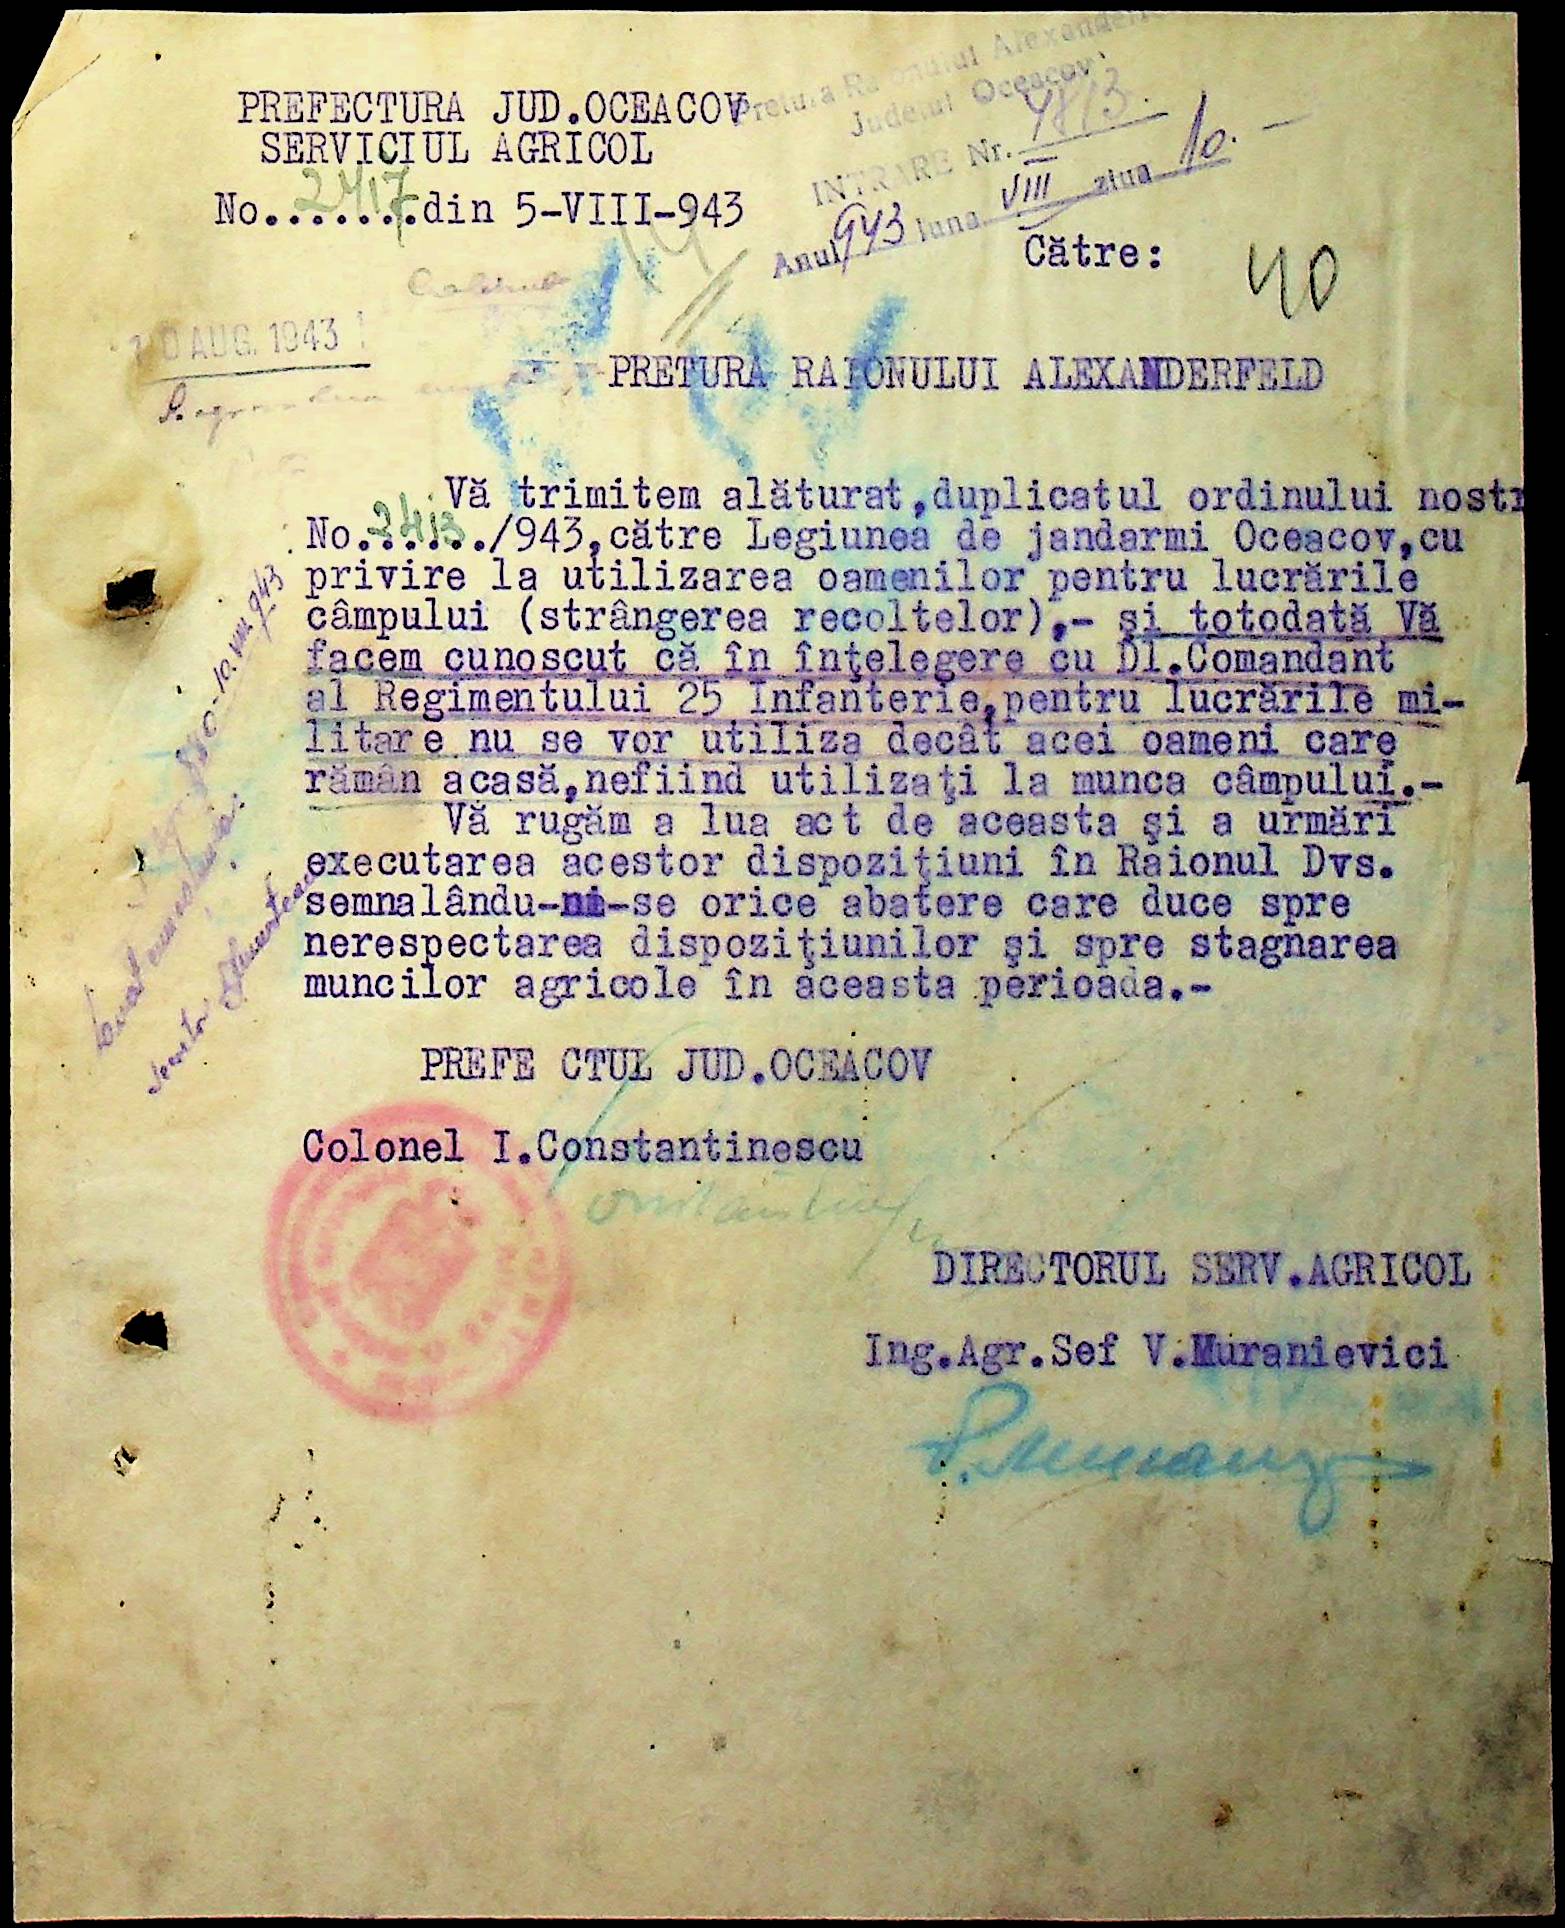 Pretura Raionului Alexanderfe
Județul Oceacov
INTRARE Nr. 4813.
Anul 943 luna VIII ziua 10.-
PREFECTURA JUD.OCEACOV
SERVICIUL AGRICOL
No.2417.din 5-VIII-943
Către:
40
10 AUG. 1943
PRETURA RAIONULUI ALEXANDERFELD
Vă trimitem alăturat,duplicatul ordinului nostr
No.2413./943,către Legiunea de jandarmi Oceacov,cu
privire la utilizarea oamenilor pentru lucrările
câmpului (strângerea recoltelor),- și totodată Vă
facem cunoscut că în înţelegere cu Dl.Comandant
al Regimentului 25 Infanterie,pentru lucrările mi-
litare nu se vor utiliza decât acei oameni care
rămân acasă,nefiind utilizaţi la munca câmpului.-
Vă rugăm a lua act de aceasta şi a urmări
executarea acestor dispoziţiuni în Raionul Dvs.
semnalându-ni-se orice abatere care duce spre
nerespectarea dispoziţiunilor şi spre stagnarea
muncilor agricole în aceasta perioada.-
PREFE CTUL JUD.OCEACOV
Colonel I.Constantinescu
DIRECTORUL SERV.AGRICOL
Ing.Agr.Sef V.Muranievici